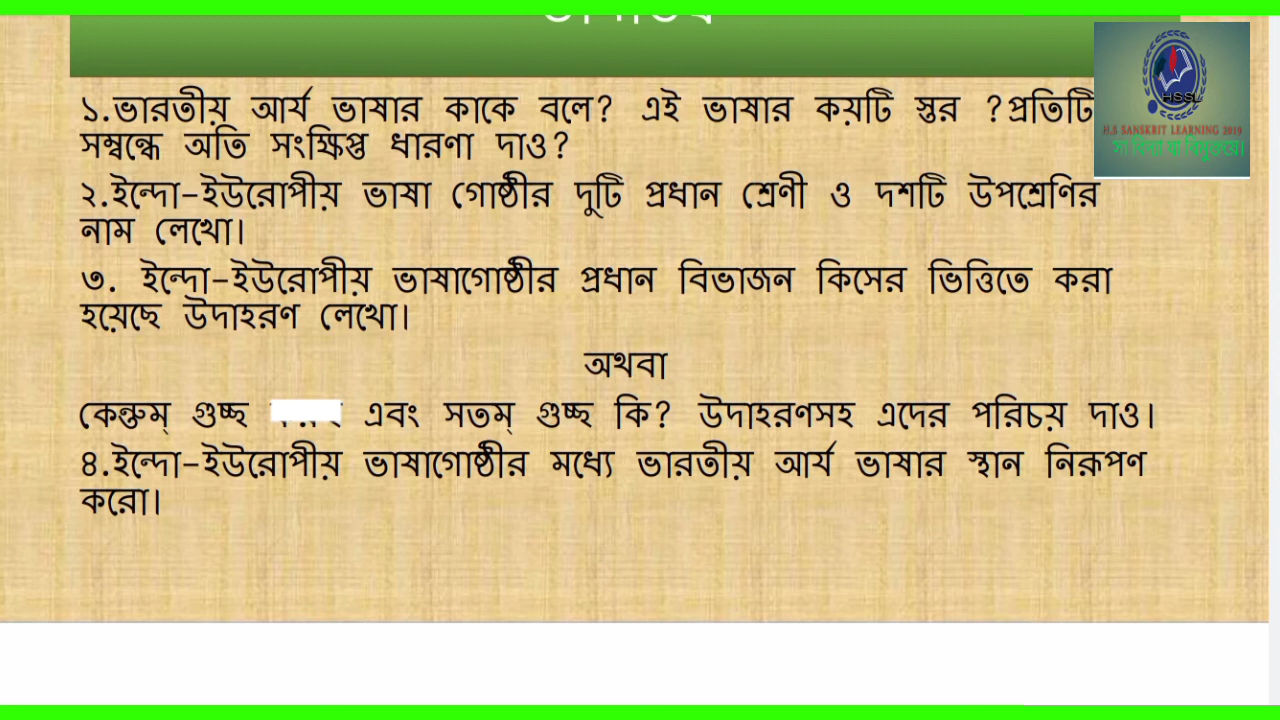 ১.ভারতীয় আর্য ভাষার কাকে বলে? এই ভাষার কয়টি স্তর ?প্রতিটি
সম্বন্ধে অতি সংক্ষিপ্ত ধারণা দাও?
২.ইন্দো-ইউরোপীয় ভাষা গোষ্ঠীর দুটি প্রধান শ্রেণী ও দশটি উপশ্রেণির
নাম লেখো।
৩. ইন্দো-ইউরোপীয় ভাষাগোষ্ঠীর প্রধান বিভাজন কিসের ভিত্তিতে করা
হয়েছে উদাহরণ লেখো।
অথবা
কেন্তুম্ গুচ্ছ এবং সতম্ গুচ্ছ কি? উদাহরণসহ এদের পরিচয় দাও।
৪.ইন্দো-ইউরোপীয় ভাষাগোষ্ঠীর মধ্যে ভারতীয় আর্য ভাষার স্থান নিরূপণ
করো।
HSSL
H.S SANSKRIT LEARNING 2019
सा विद्या या विमुक्तये।